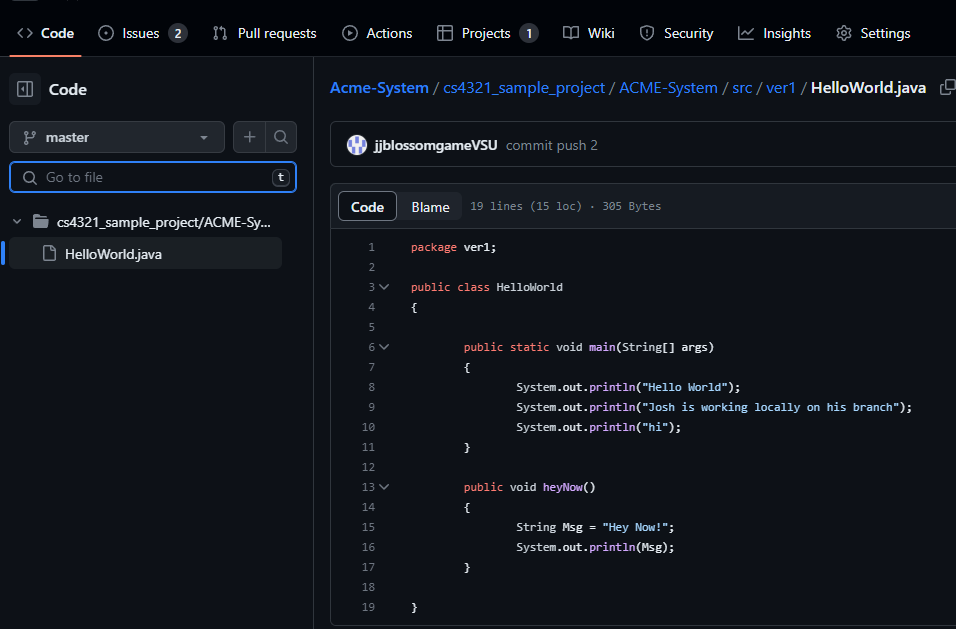 Code Issues 2 Pull requests Actions Projects 1 Wiki Security Insights Settings
Code
master
Go to file t
cs4321_sample_project/ACME-Sy...
HelloWorld.java
Acme-System / cs4321_sample_project / ACME-System / src / ver1 / HelloWorld.java
jjblossomgameVSU commit push 2
Code Blame 19 lines (15 loc) · 305 Bytes
1 package ver1;
2
3 public class HelloWorld
4 {
5
6 public static void main(String[] args)
7 {
8 System.out.println("Hello World");
9 System.out.println("Josh is working locally on his branch");
10 System.out.println("hi");
11 }
12
13 public void heyNow()
14 {
15 String Msg = "Hey Now!";
16 System.out.println(Msg);
17 }
18
19 }